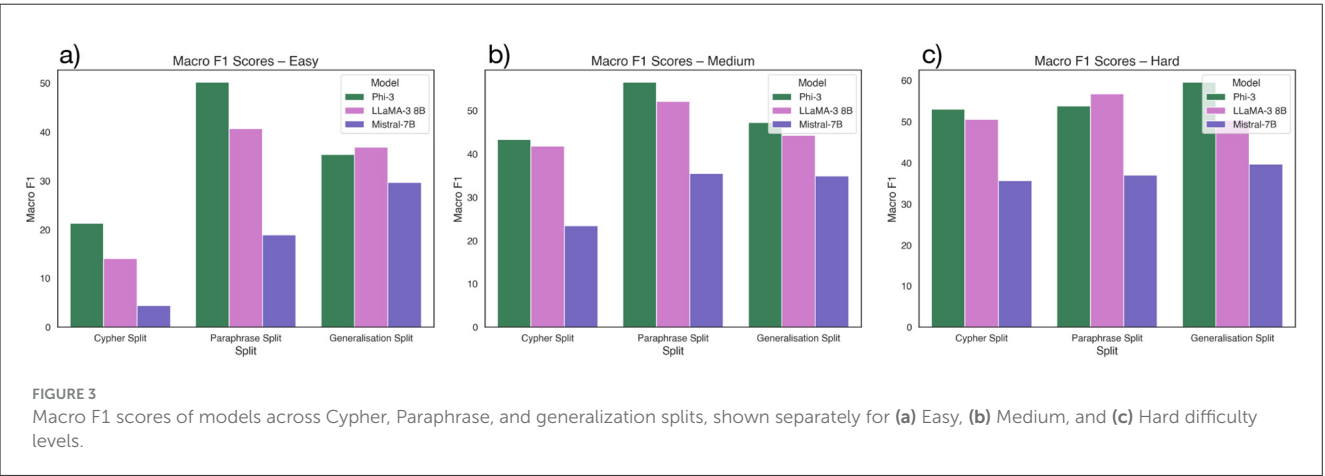 a)
Macro F1 Scores – Easy
Model
Phi-3
LLaMA-3 8B
Mistral-7B
Macro F1
50
40
30
20
10
0
Cypher Split
Paraphrase Split
Generalisation Split
Split
b)
Macro F1 Scores – Medium
Model
Phi-3
LLaMA-3 8B
Mistral-7B
Macro F1
50
40
30
20
10
0
Cypher Split
Paraphrase Split
Generalisation Split
Split
c)
Macro F1 Scores – Hard
Model
Phi-3
LLaMA-3 8B
Mistral-7B
Macro F1
60
50
40
30
20
10
0
Cypher Split
Paraphrase Split
Generalisation Split
Split
FIGURE 3
Macro F1 scores of models across Cypher, Paraphrase, and generalization splits, shown separately for (a) Easy, (b) Medium, and (c) Hard difficulty
levels.